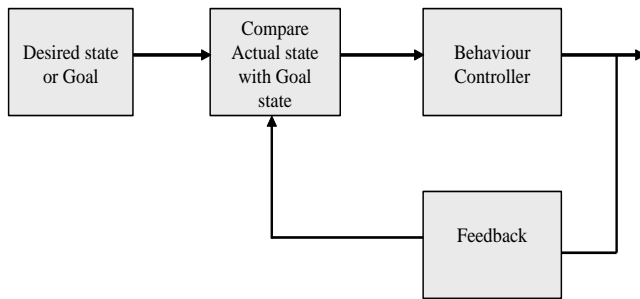 Desired state
or Goal
Compare
Actual state
with Goal
state
Behaviour
Controller
Feedback